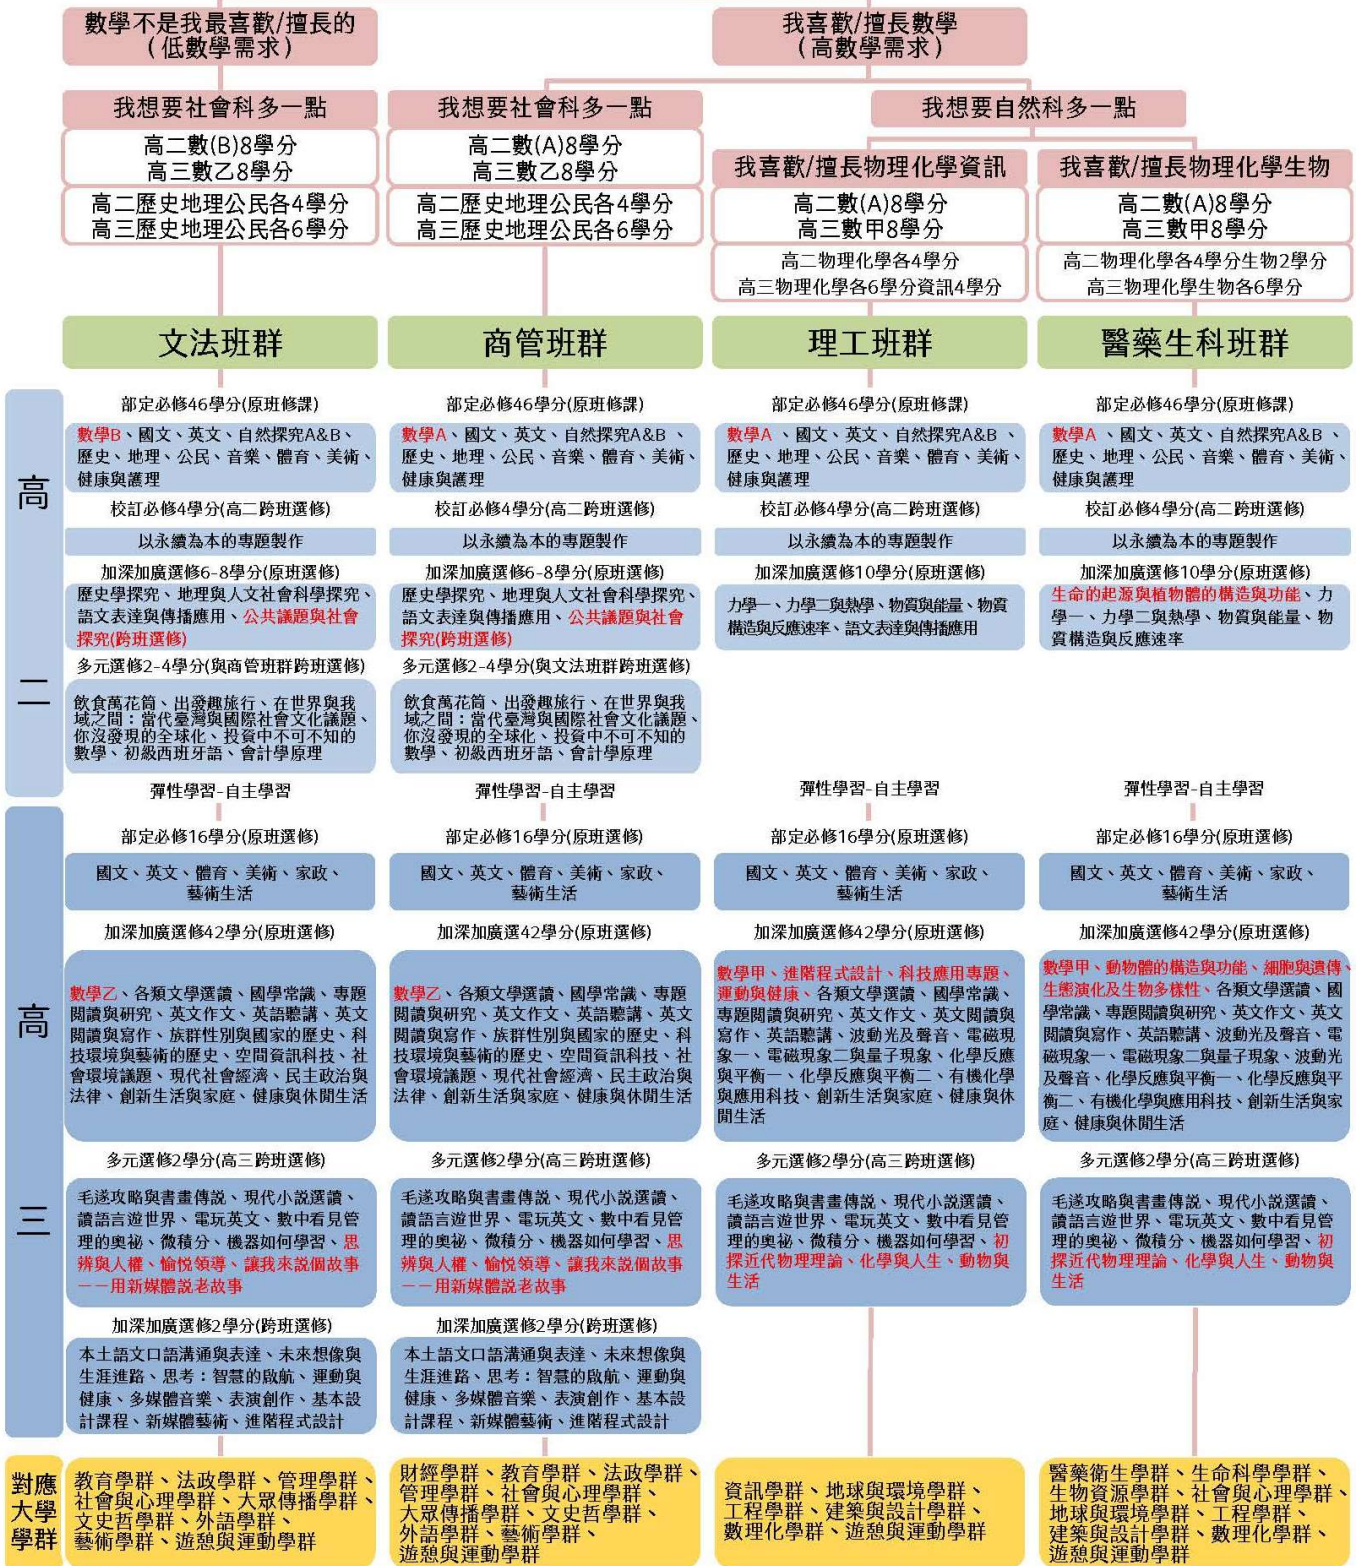 數學不是我最喜歡/擅長的
(低數學需求)
我喜歡/擅長數學
(高數學需求)
我想要社會科多一點
高二數(B)8學分
高三數乙8學分
高二歷史地理公民各4學分
高三歷史地理公民各6學分
我想要社會科多一點
高二數(A)8學分
高三數乙8學分
高二歷史地理公民各4學分
高三歷史地理公民各6學分
我想要自然科多一點
我喜歡/擅長物理化學資訊
高二數(A)8學分
高三數甲8學分
高二物理化學各4學分
高三物理化學各6學分資訊4學分
我喜歡/擅長物理化學生物
高二數(A)8學分
高三數甲8學分
高二物理化學各4學分生物2學分
高三物理化學生物各6學分
文法班群
商管班群
理工班群
醫藥生科班群
高二
部定必修46學分(原班修課)
數學B、國文、英文、自然探究A&B、
歷史、地理、公民、音樂、體育、美術、
健康與護理
校訂必修4學分(高二跨班選修)
以永續為本的專題製作
加深加廣選修6-8學分(原班選修)
歷史學探究、地理與人文社會科學探究、
語文表達與傳播應用、公共議題與社會
探究(跨班選修)
多元選修2-4學分(與商管班群跨班選修)
飲食萬花筒、出發趣旅行、在世界與我
域之間：當代臺灣與國際社會文化議題、
你沒發現的全球化、投資中不可不知的
數學、初級西班牙語、會計學原理
彈性學習-自主學習
部定必修46學分(原班修課)
數學A、國文、英文、自然探究A&B、
歷史、地理、公民、音樂、體育、美術、
健康與護理
校訂必修4學分(高二跨班選修)
以永續為本的專題製作
加深加廣選修6-8學分(原班選修)
歷史學探究、地理與人文社會科學探究、
語文表達與傳播應用、公共議題與社會
探究(跨班選修)
多元選修2-4學分(與文法班群跨班選修)
飲食萬花筒、出發趣旅行、在世界與我
域之間：當代臺灣與國際社會文化議題、
你沒發現的全球化、投資中不可不知的
數學、初級西班牙語、會計學原理
彈性學習-自主學習
部定必修46學分(原班修課)
數學A、國文、英文、自然探究A&B、
歷史、地理、公民、音樂、體育、美術、
健康與護理
校訂必修4學分(高二跨班選修)
以永續為本的專題製作
加深加廣選修10學分(原班選修)
力學一、力學二與熱學、物質與能量、物質
構造與反應速率、語文表達與傳播應用
彈性學習-自主學習
部定必修46學分(原班修課)
數學A、國文、英文、自然探究A&B、
歷史、地理、公民、音樂、體育、美術、
健康與護理
校訂必修4學分(高二跨班選修)
以永續為本的專題製作
加深加廣選修10學分(原班選修)
生命的起源與植物體的構造與功能、力
學一、力學二與熱學、物質與能量、物
質構造與反應速率
彈性學習-自主學習
高三
部定必修16學分(原班選修)
國文、英文、體育、美術、家政、
藝術生活
加深加廣選修42學分(原班選修)
數學乙、各類文學選讀、國學常識、專題
閱讀與研究、英文作文、英語聽講、英文
閱讀與寫作、族群性別與國家的歷史、科
技環境與藝術的歷史、空間資訊科技、社
會環境議題、現代社會經濟、民主政治與
法律、創新生活與家庭、健康與休閒生活
多元選修2學分(高三跨班選修)
毛遂攻略與書畫傳說、現代小說選讀、
讀語言遊世界、電玩英文、數中看見管
理的奧祕、微積分、機器如何學習、思
辨與人權、愉悅領導、讓我來說個故事
－－用新媒體說老故事
加深加廣選修2學分(跨班選修)
本土語文口語溝通與表達、未來想像與
生涯進路、思考：智慧的啟航、運動與
健康、多媒體音樂、表演創作、基本設
計課程、新媒體藝術、進階程式設計
部定必修16學分(原班選修)
國文、英文、體育、美術、家政、
藝術生活
加深加廣選42學分(原班選修)
數學乙、各類文學選讀、國學常識、專題
閱讀與研究、英文作文、英語聽講、英文
閱讀與寫作、族群性別與國家的歷史、科
技環境與藝術的歷史、空間資訊科技、社
會環境議題、現代社會經濟、民主政治與
法律、創新生活與家庭、健康與休閒生活
多元選修2學分(高三跨班選修)
毛遂攻略與書畫傳說、現代小說選讀、
讀語言遊世界、電玩英文、數中看見管
理的奧祕、微積分、機器如何學習、思
辨與人權、愉悅領導、讓我來說個故事
－－用新媒體說老故事
加深加廣選修2學分(跨班選修)
本土語文口語溝通與表達、未來想像與
生涯進路、思考：智慧的啟航、運動與
健康、多媒體音樂、表演創作、基本設
計課程、新媒體藝術、進階程式設計
部定必修16學分(原班選修)
國文、英文、體育、美術、家政、
藝術生活
加深加廣選修42學分(原班選修)
數學甲、進階程式設計、科技應用專題、
運動與健康、各類文學選讀、國學常識、
專題閱讀與研究、英文作文、英文閱讀與
寫作、英語聽講、波動光及聲音、電磁現
象一、電磁現象二與量子現象、化學反應
與平衡一、化學反應與平衡二、有機化學
與應用科技、創新生活與家庭、健康與休
閒生活
多元選修2學分(高三跨班選修)
毛遂攻略與書畫傳說、現代小說選讀、
讀語言遊世界、電玩英文、數中看見管
理的奧祕、微積分、機器如何學習、初
探近代物理理論、化學與人生、動物與
生活
部定必修16學分(原班選修)
國文、英文、體育、美術、家政、
藝術生活
加深加廣選修42學分(原班選修)
數學甲、動物體的構造與功能、細胞與遺傳、
生態演化及生物多樣性、各類文學選讀、國
學常識、專題閱讀與研究、英文作文、英文
閱讀與寫作、英語聽講、波動光及聲音、電
磁現象一、電磁現象二與量子現象、波動光
及聲音、化學反應與平衡一、化學反應與平
衡二、有機化學與應用科技、創新生活與家
庭、健康與休閒生活
多元選修2學分(高三跨班選修)
毛遂攻略與書畫傳說、現代小說選讀、
讀語言遊世界、電玩英文、數中看見管
理的奧祕、微積分、機器如何學習、初
探近代物理理論、化學與人生、動物與
生活
對應
大學
學群
教育學群、法政學群、管理學群、
社會與心理學群、大眾傳播學群、
文史哲學群、外語學群、
藝術學群、遊憩與運動學群
財經學群、教育學群、法政學群、
管理學群、社會與心理學群、
大眾傳播學群、文史哲學群、
外語學群、藝術學群、
遊憩與運動學群
資訊學群、地球與環境學群、
工程學群、建築與設計學群、
數理化學群、遊憩與運動學群
醫藥衛生學群、生命科學學群、
生物資源學群、社會與心理學群、
地球與環境學群、工程學群、
建築與設計學群、數理化學群、
遊憩與運動學群